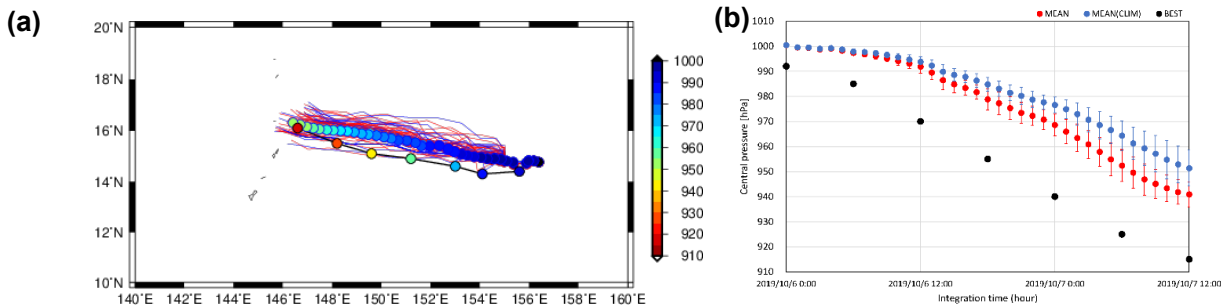 (a)
20˚N
18˚N
16˚N
14˚N
12˚N
10˚N
140˚E 142˚E 144˚E 146˚E 148˚E 150˚E 152˚E 154˚E 156˚E 158˚E 160˚E
1000
990
980
970
960
950
940
930
920
910
(b)
MEAN MEAN(CLIM) BEST
Central pressure [hPa]
1010
1000
990
980
970
960
950
940
930
920
910
2019/10/6 0:00 2019/10/6 12:00 2019/10/7 0:00 2019/10/7 12:00
Integration time (hour)